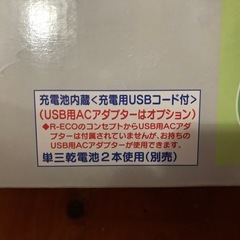 充電池内蔵<充電用USBコード付>
(USB用ACアダプターはオプション)
●R-ECOのコンセプトからUSB用ACアダ
プターは付属されていませんが、お持ちの
USB用ACアダプターが使用できます。
単三乾電池2本使用(別売)